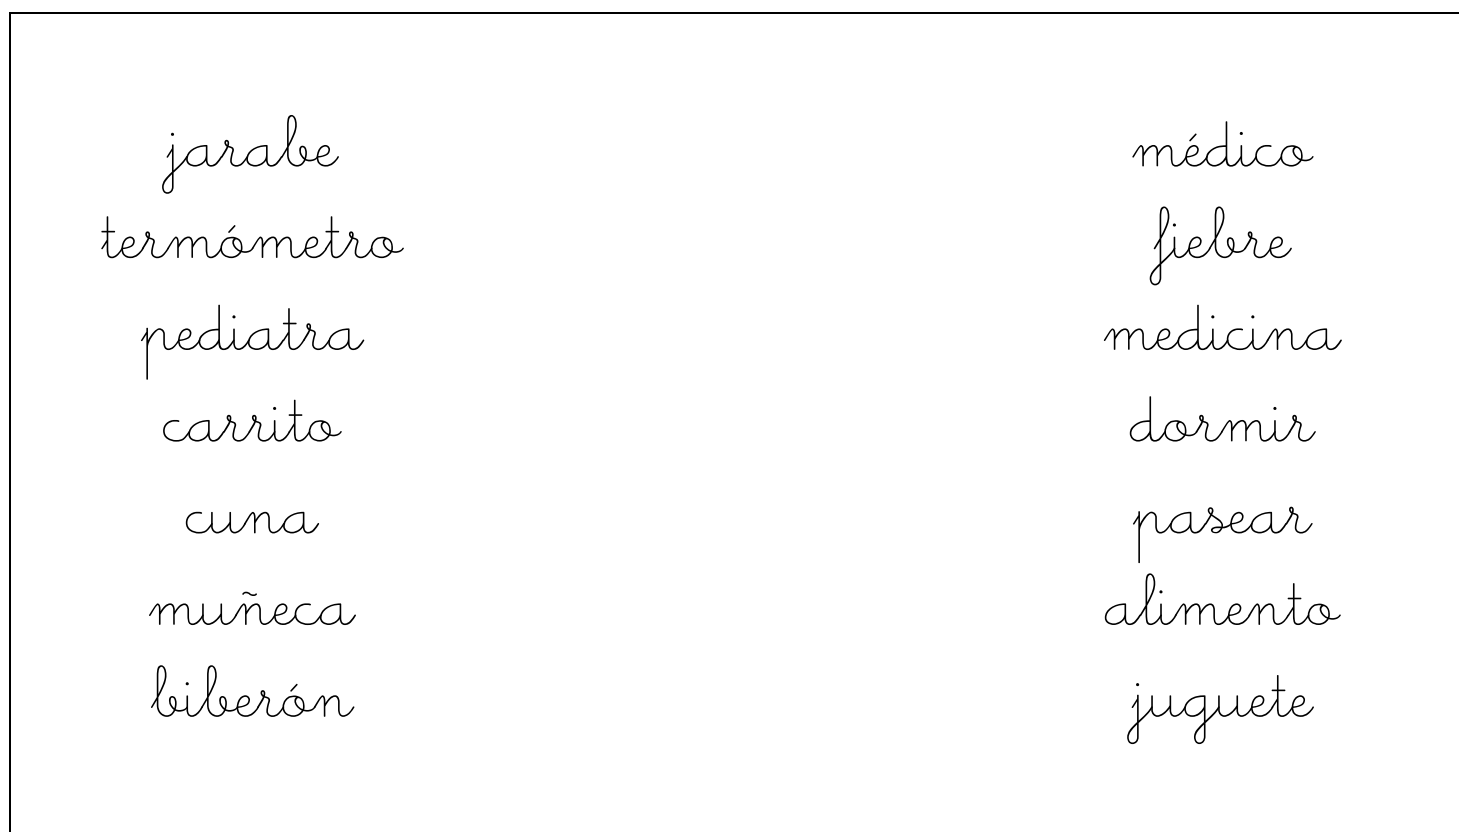 jarabe médico
termómetro fiebre
pediatra medicina
carrito dormir
cuna pasear
muñeca alimento
biberón juguete